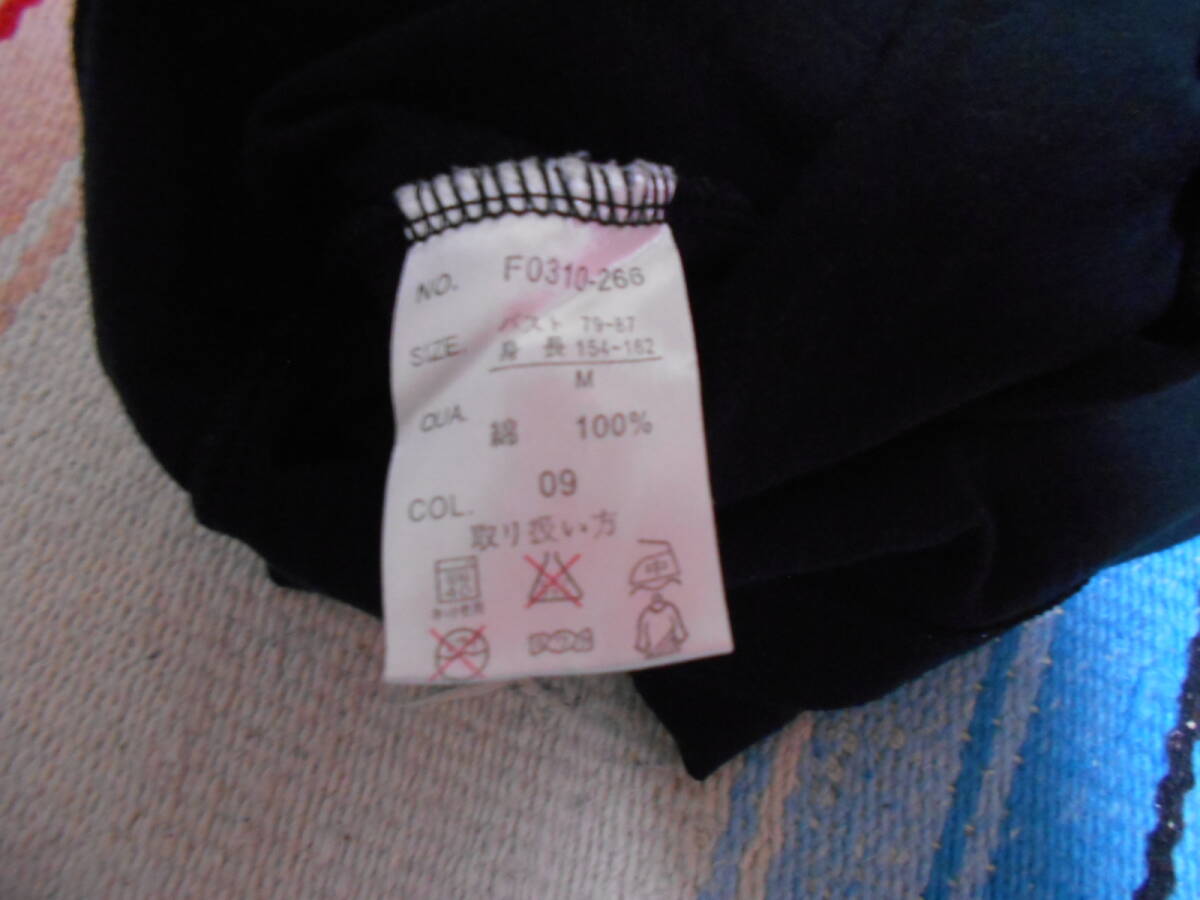 NO. F0310-266
SIZE. バスト 79-87
身長 154-162
M
QUA. 綿 100%
COL. 09
取り扱い方
中